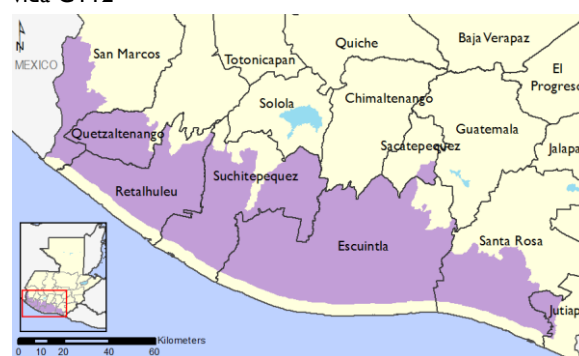 N
MEXICO
San Marcos
Totonicapan
Quiche
Baja Verapaz
El
Progreso
Solola
Chimaltenango
Guatemala
Quetzaltenango
Sacatepequez
Jalapa
Retalhuleu
Suchitepequez
Escuintla
Santa Rosa
Jutiap
Kilometers
0 10 20 40 60